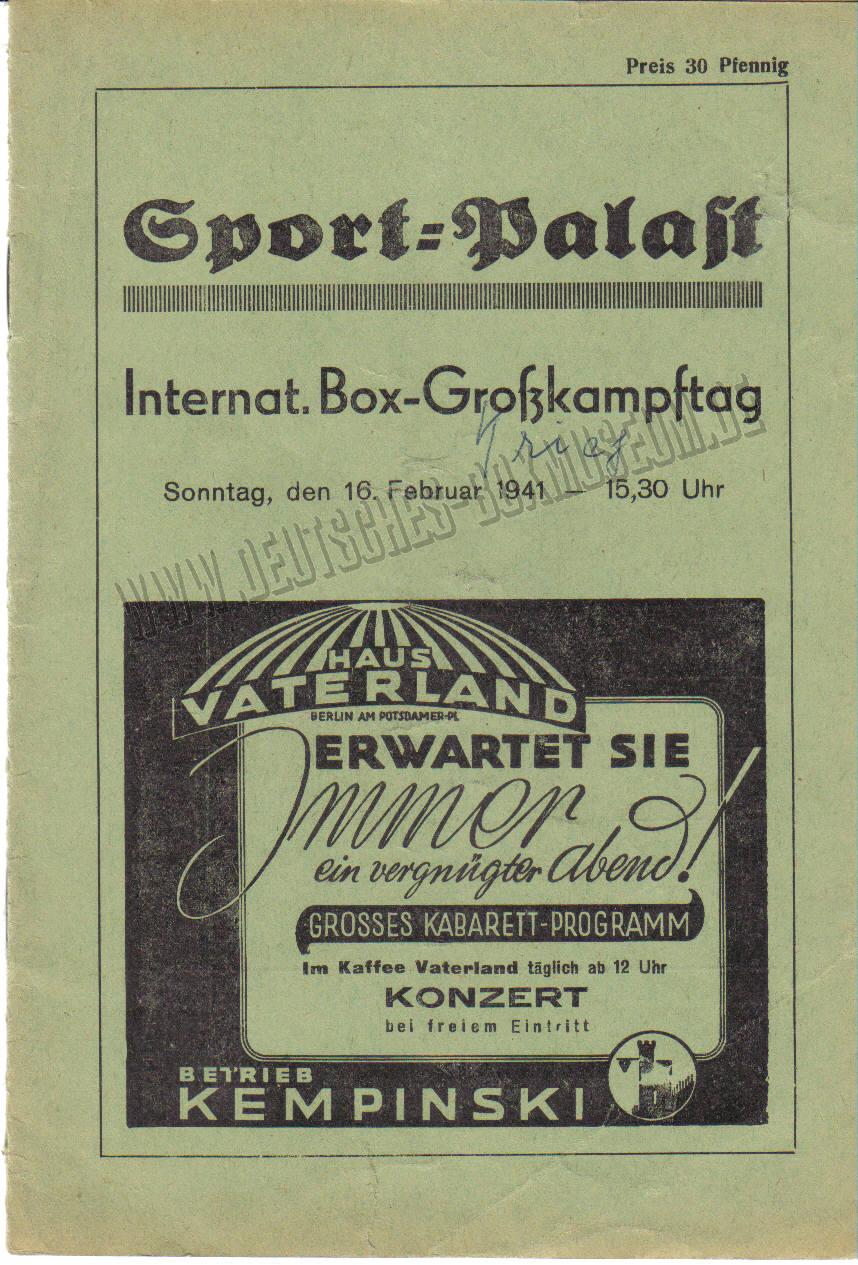 Preis 30 Pfennig
Sport=Palast
Internat. Box-Großkampftag
Sonntag, den 16. Februar 1941 — 15,30 Uhr
WWW.DEUTSCHES-BOXMUSEUM.DE
HAUS
VATERLAND
BERLIN AM POTSDAMER-PL
ERWARTET SIE
Immer
ein vergnügter Abend!
GROSSES KABARETT-PROGRAMM
Im Kaffee Vaterland täglich ab 12 Uhr
KONZERT
bei freiem Eintritt
BETRIEB
KEMPINSKI